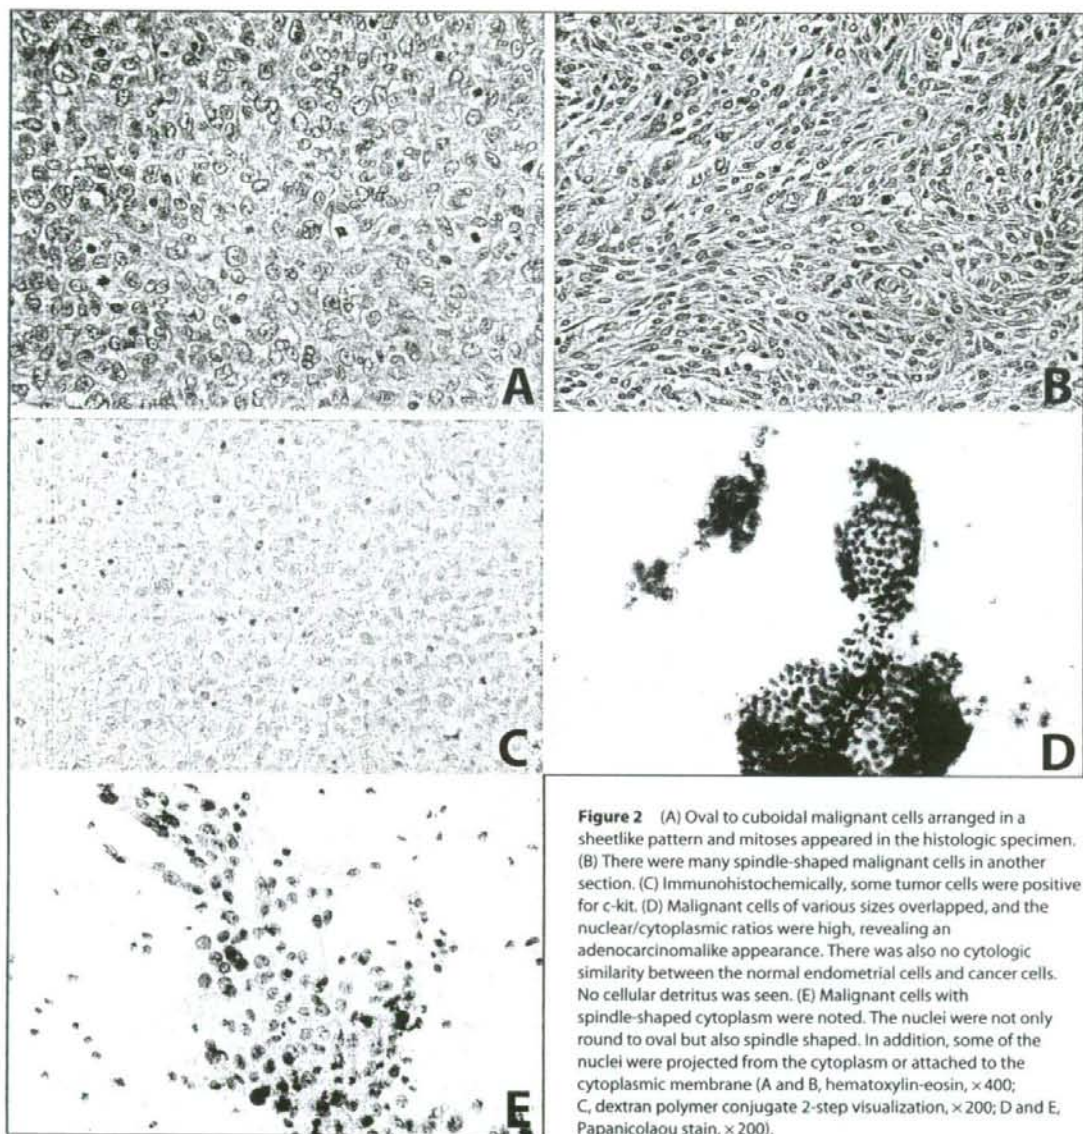 A
B
C
D
E
Figure 2 (A) Oval to cuboidal malignant cells arranged in a
sheetlike pattern and mitoses appeared in the histologic specimen.
(B) There were many spindle-shaped malignant cells in another
section. (C) Immunohistochemically, some tumor cells were positive
for c-kit. (D) Malignant cells of various sizes overlapped, and the
nuclear/cytoplasmic ratios were high, revealing an
adenocarcinomalike appearance. There was also no cytologic
similarity between the normal endometrial cells and cancer cells.
No cellular detritus was seen. (E) Malignant cells with
spindle-shaped cytoplasm were noted. The nuclei were not only
round to oval but also spindle shaped. In addition, some of the
nuclei were projected from the cytoplasm or attached to the
cytoplasmic membrane (A and B, hematoxylin-eosin, ×400;
C, dextran polymer conjugate 2-step visualization, ×200; D and E,
Papanicolaou stain, ×200).